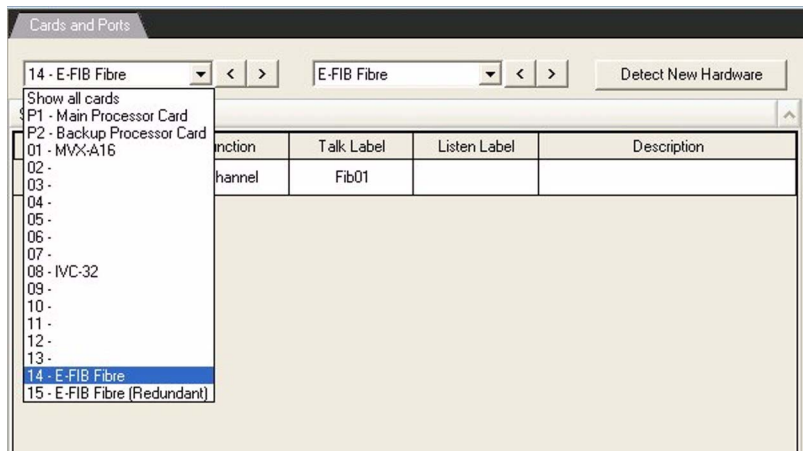 Cards and Ports
14 - E-FIB Fibre < > E-FIB Fibre < > Detect New Hardware
Show all cards
P1 - Main Processor Card
P2 - Backup Processor Card
nction Talk Label Listen Label Description
01 - MVX-A16
02 -
hannel Fib01
03 -
04 -
05 -
06 -
07 -
08 - IVC-32
09 -
10 -
11 -
12 -
13 -
14 - E-FIB Fibre
15 - E-FIB Fibre (Redundant)